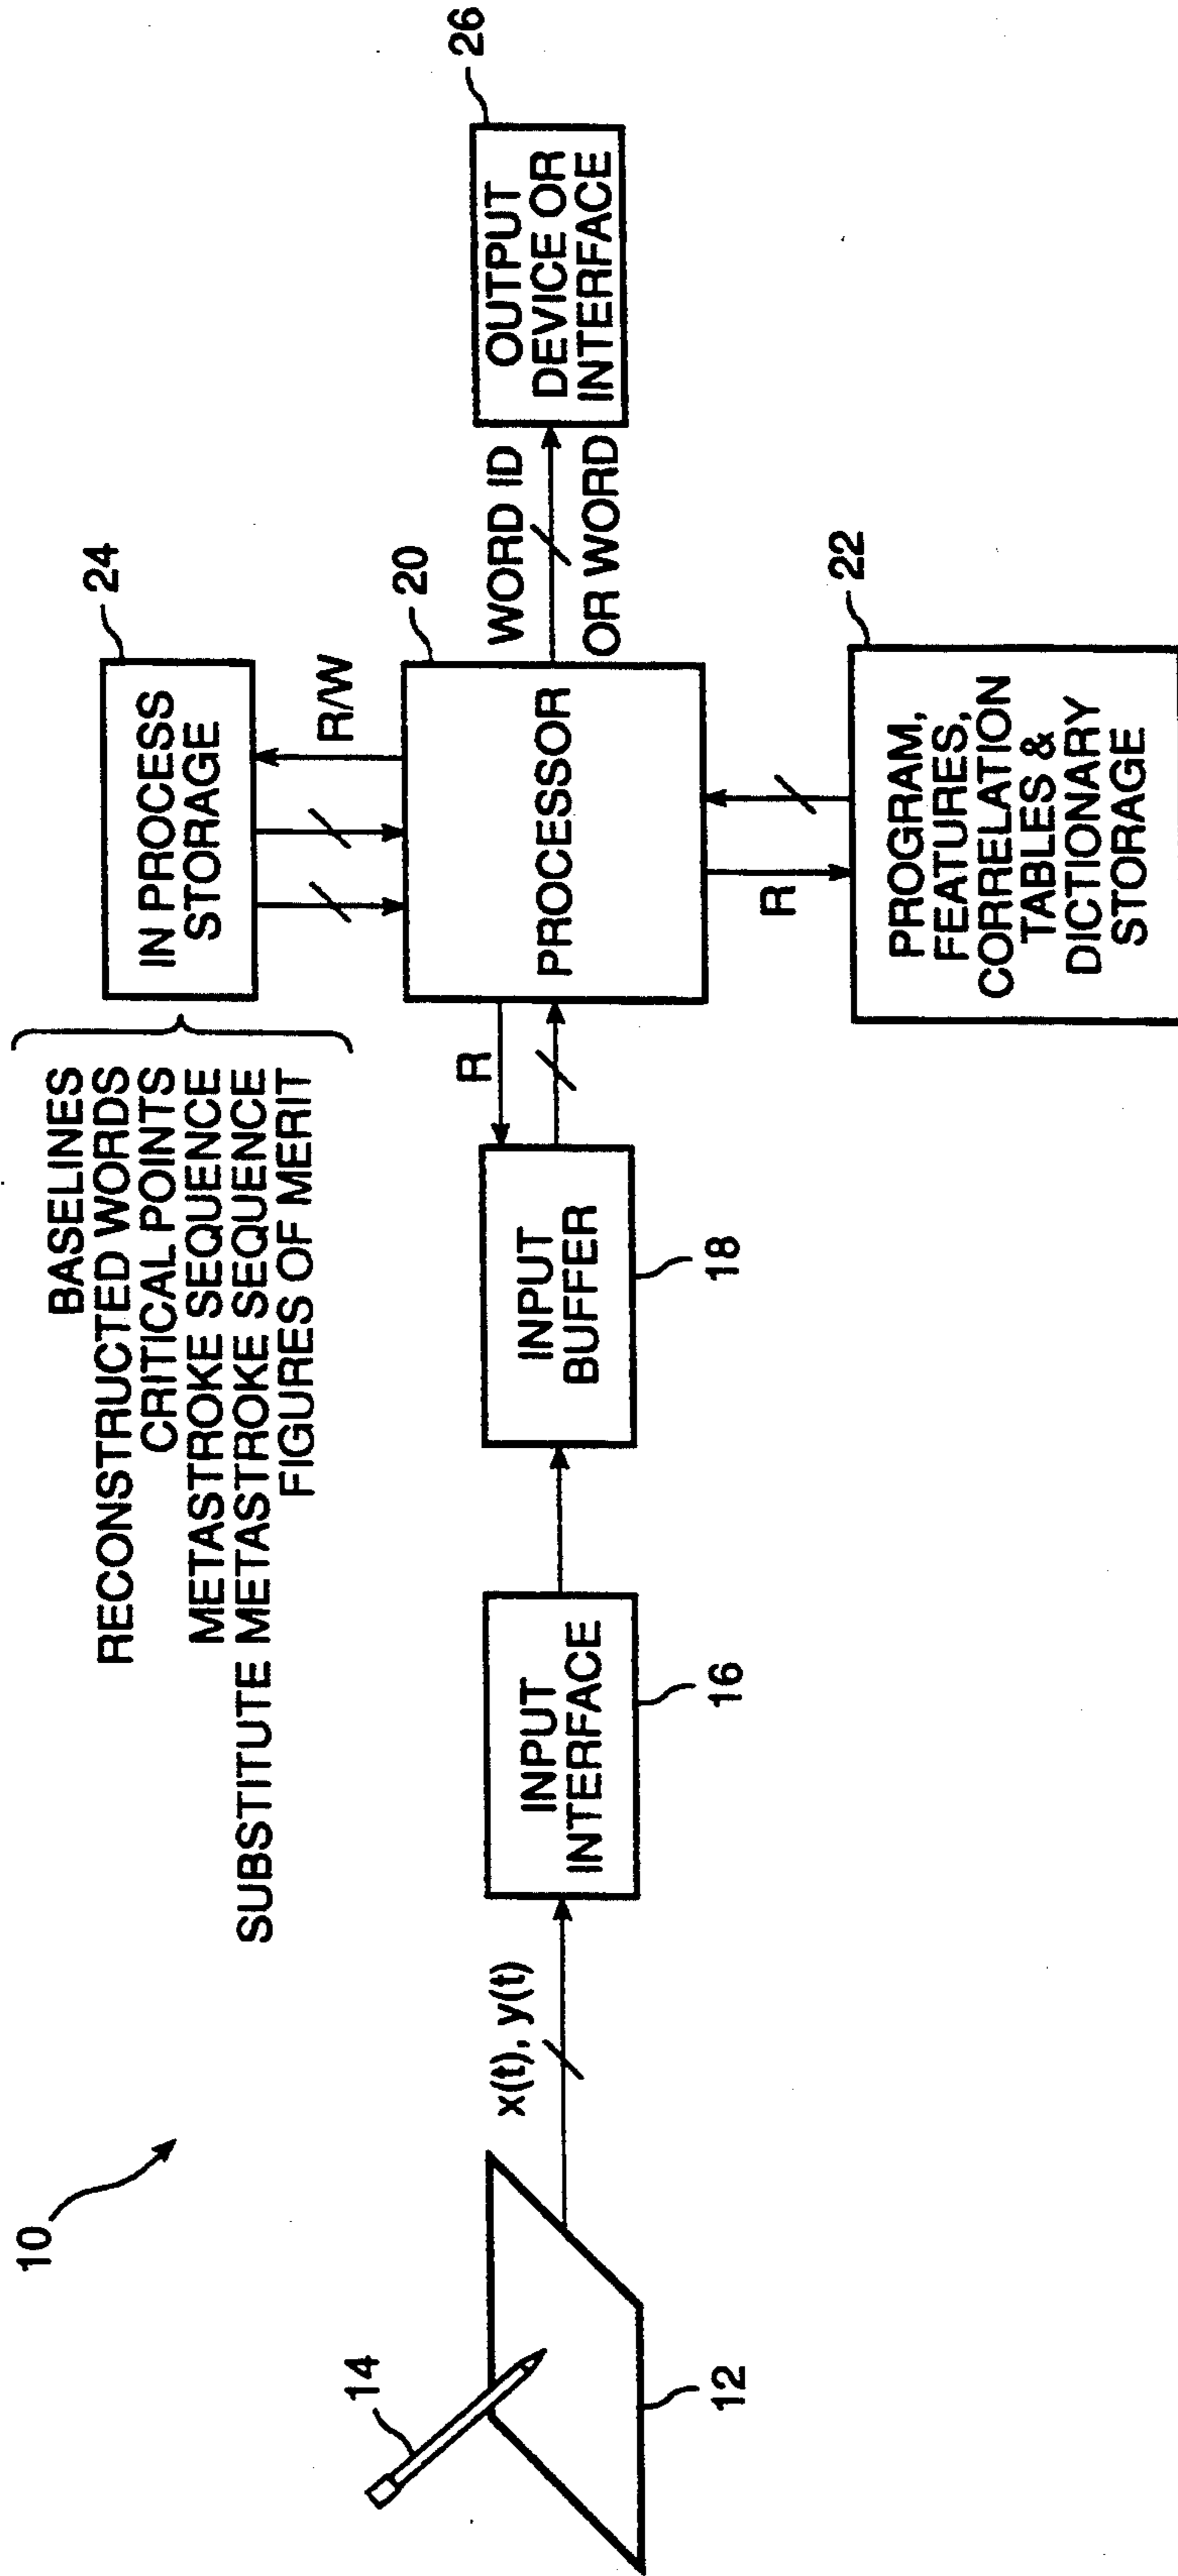 10
14
12
x(t), y(t)
INPUT
INTERFACE
16
INPUT
BUFFER
18
BASELINES
RECONSTRUCTED WORDS
CRITICAL POINTS
METASTROKE SEQUENCE
SUBSTITUTE METASTROKE SEQUENCE
FIGURES OF MERIT
IN PROCESS
STORAGE
24
R/W
R
PROCESSOR
20
R
PROGRAM,
FEATURES,
CORRELATION
TABLES &
DICTIONARY
STORAGE
22
WORD ID
OR WORD
OUTPUT
DEVICE OR
INTERFACE
26